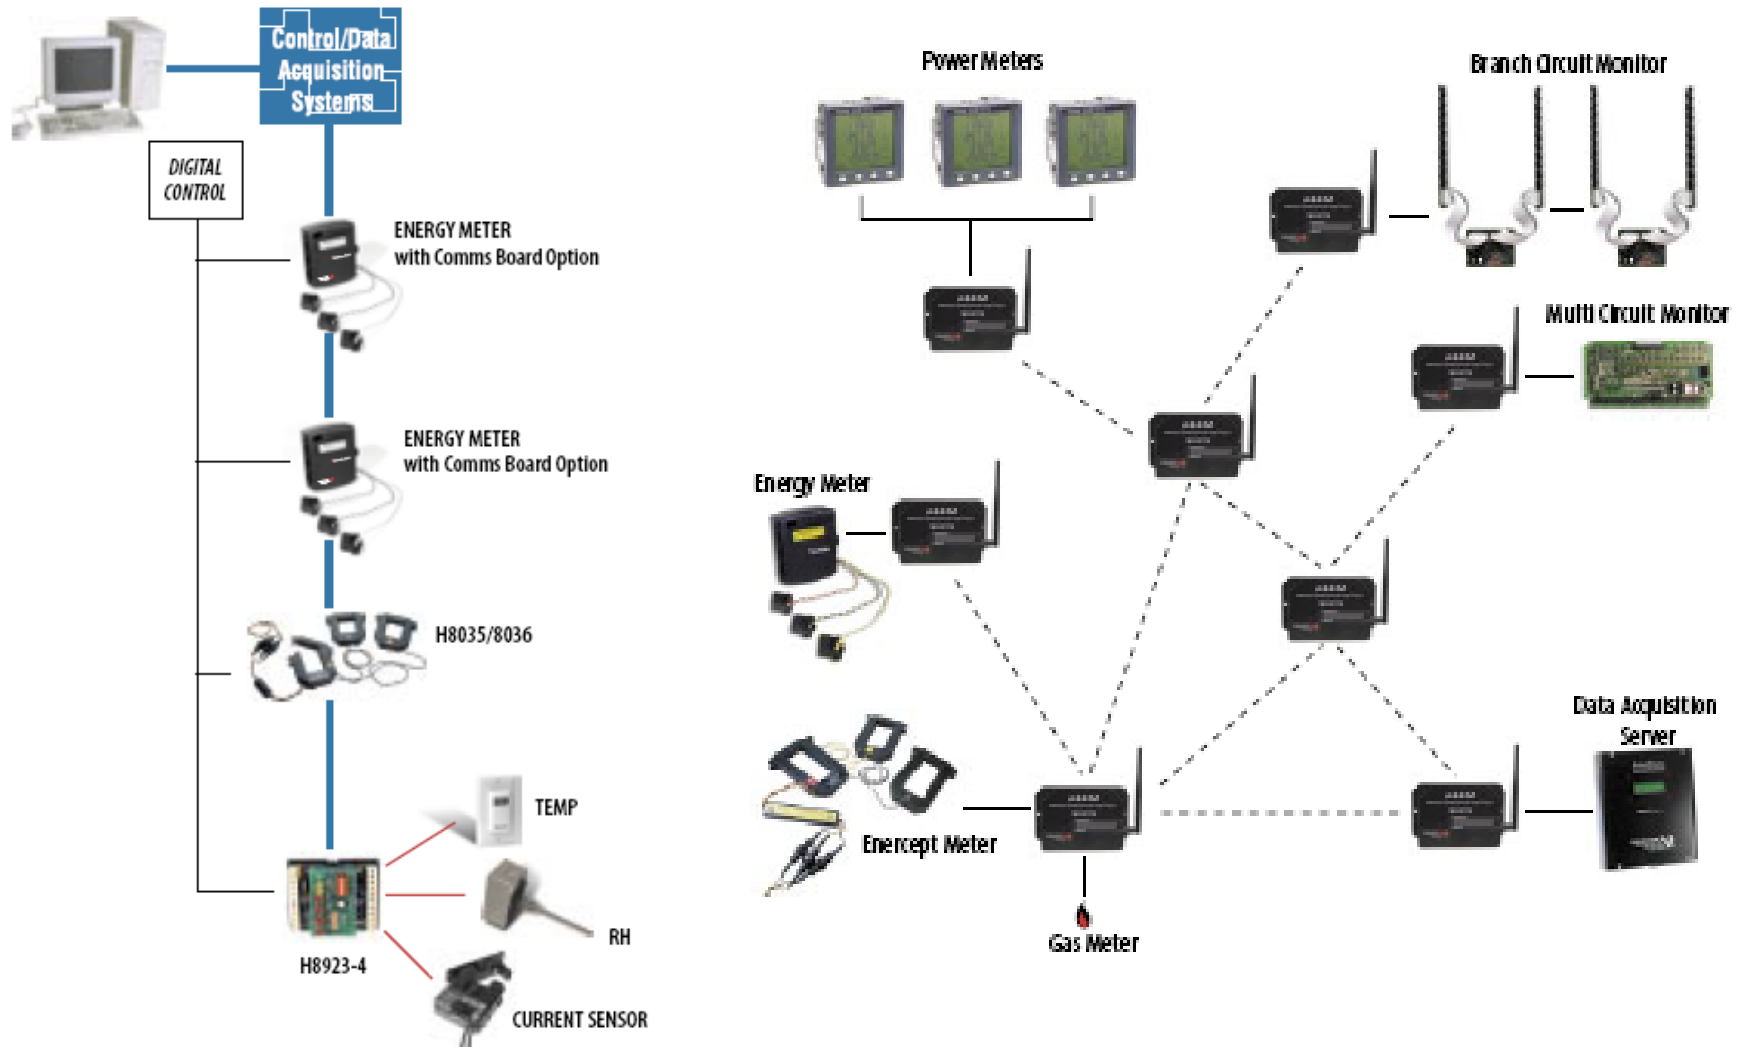 Control/Data
Acquisition
Systems
DIGITAL
CONTROL
ENERGY METER
with Comms Board Option
ENERGY METER
with Comms Board Option
H8035/8036
TEMP
RH
H8923-4
CURRENT SENSOR
Power Meters
Branch Circuit Monitor
Multi Circuit Monitor
Energy Meter
Data Acquisition
Server
Enercept Meter
Gas Meter